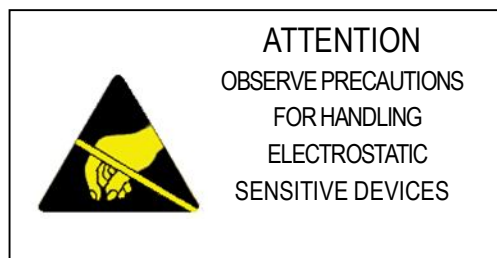 ATTENTION
OBSERVE PRECAUTIONS
FOR HANDLING
ELECTROSTATIC
SENSITIVE DEVICES